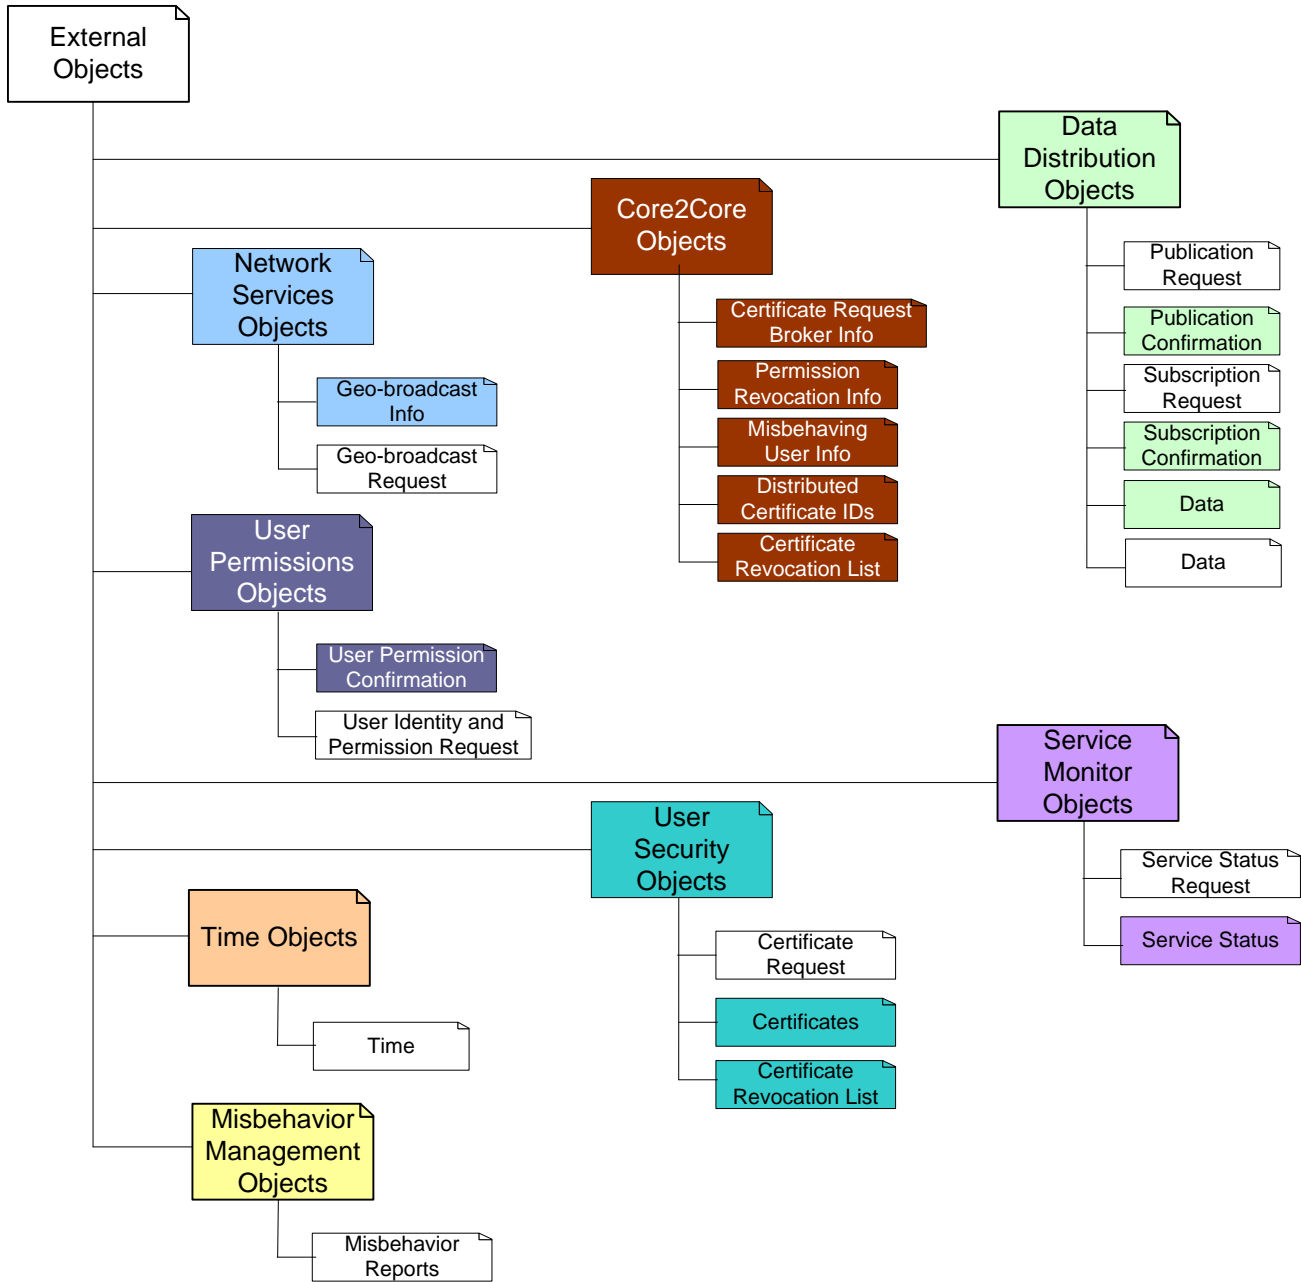 External
Objects
Data
Distribution
Objects
Publication
Request
Publication
Confirmation
Subscription
Request
Subscription
Confirmation
Data
Data
Core2Core
Objects
Certificate Request
Broker Info
Permission
Revocation Info
Misbehaving
User Info
Distributed
Certificate IDs
Certificate
Revocation List
Network
Services
Objects
Geo-broadcast
Info
Geo-broadcast
Request
User
Permissions
Objects
User Permission
Confirmation
User Identity and
Permission Request
Service
Monitor
Objects
Service Status
Request
Service Status
User
Security
Objects
Certificate
Request
Certificates
Certificate
Revocation List
Time Objects
Time
Misbehavior
Management
Objects
Misbehavior
Reports